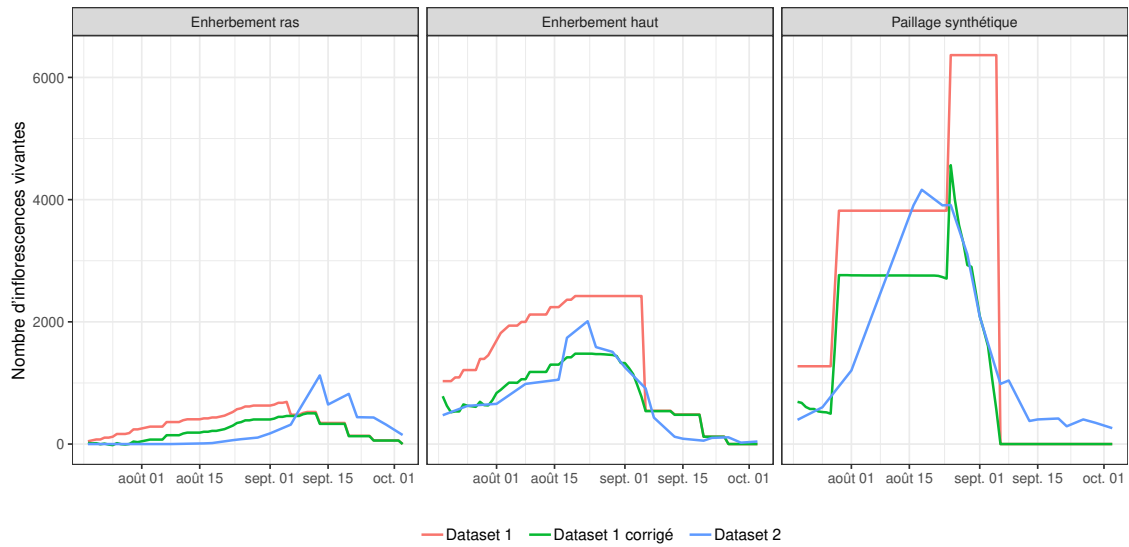 Enherbement ras Enherbement haut Paillage synthétique
Nombre d'inflorescences vivantes
6000
4000
2000
0
août 01 août 15 sept. 01 sept. 15 oct. 01 août 01 août 15 sept. 01 sept. 15 oct. 01 août 01 août 15 sept. 01 sept. 15 oct. 01
Dataset 1 Dataset 1 corrigé Dataset 2